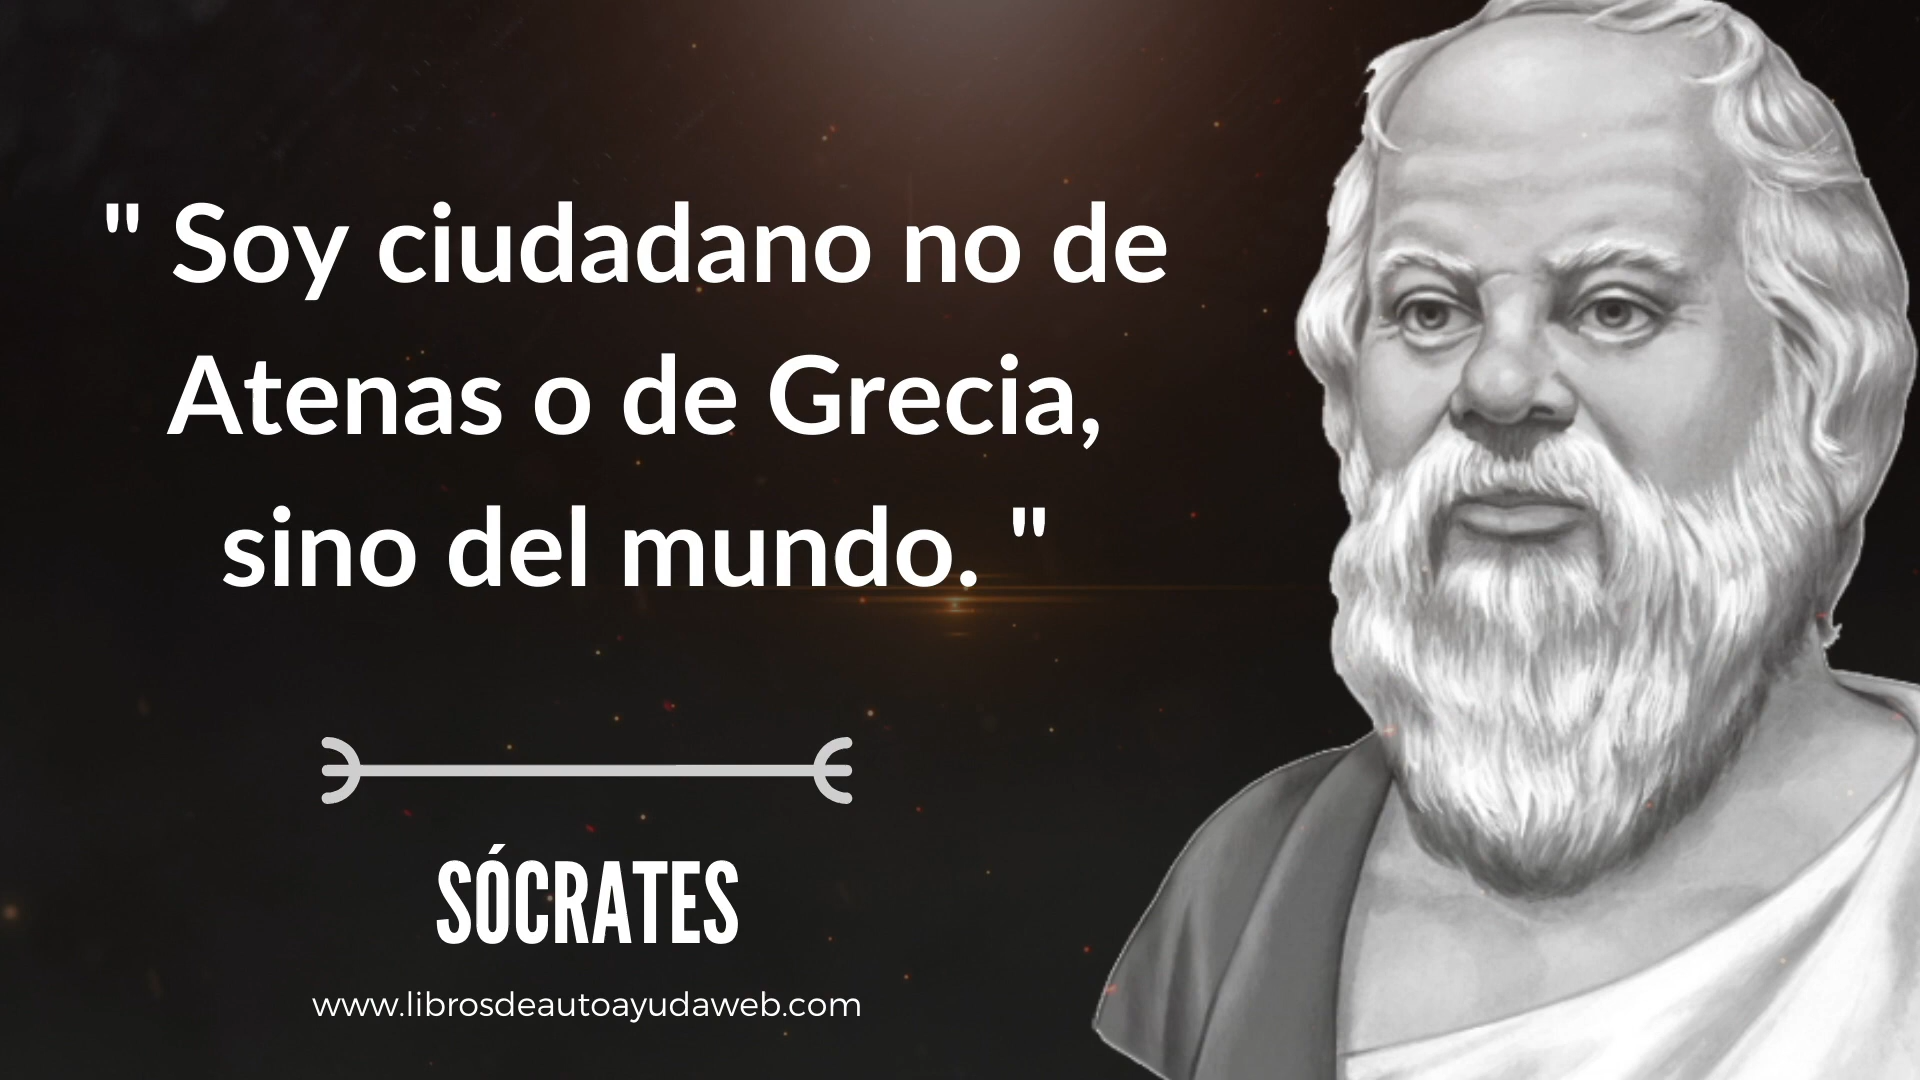 " Soy ciudadano no de
Atenas o de Grecia,
sino del mundo. "
SÓCRATES
www.librosdeautoayudaweb.com